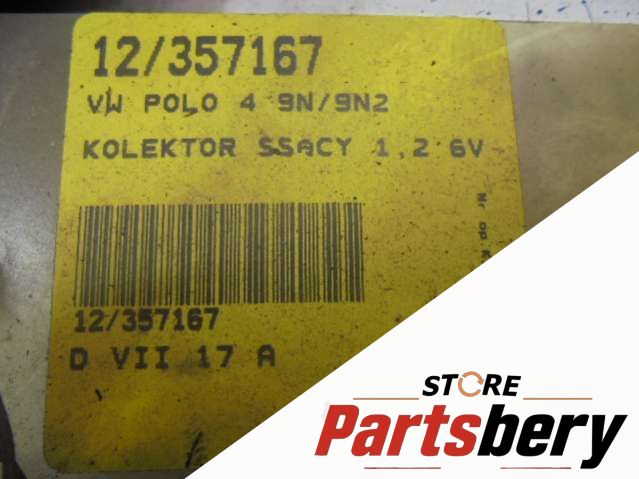 12/357167
VW POLO 4 9N/9N2
KOLEKTOR SSACY 1,2 6V
12/357167
D VII 17 A
STORE
Partsbery